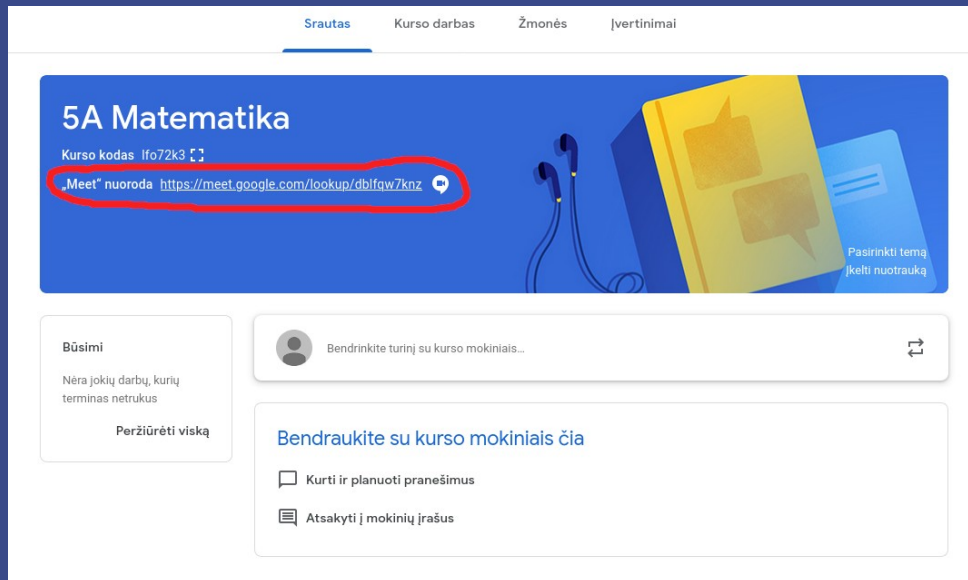 Srautas Kurso darbas Žmonės Įvertinimai
5A Matematika
Kurso kodas lfo72k3
„Meet“ nuoroda https://meet.google.com/lookup/dblfqw7knz
Pasirinkti temą
Įkelti nuotrauką
Būsimi
Nėra jokių darbų, kurių
terminas netrukus
Peržiūrėti viską
Bendrinkite turinį su kurso mokiniais...
Bendraukite su kurso mokiniais čia
Kurti ir planuoti pranešimus
Atsakyti į mokinių įrašus